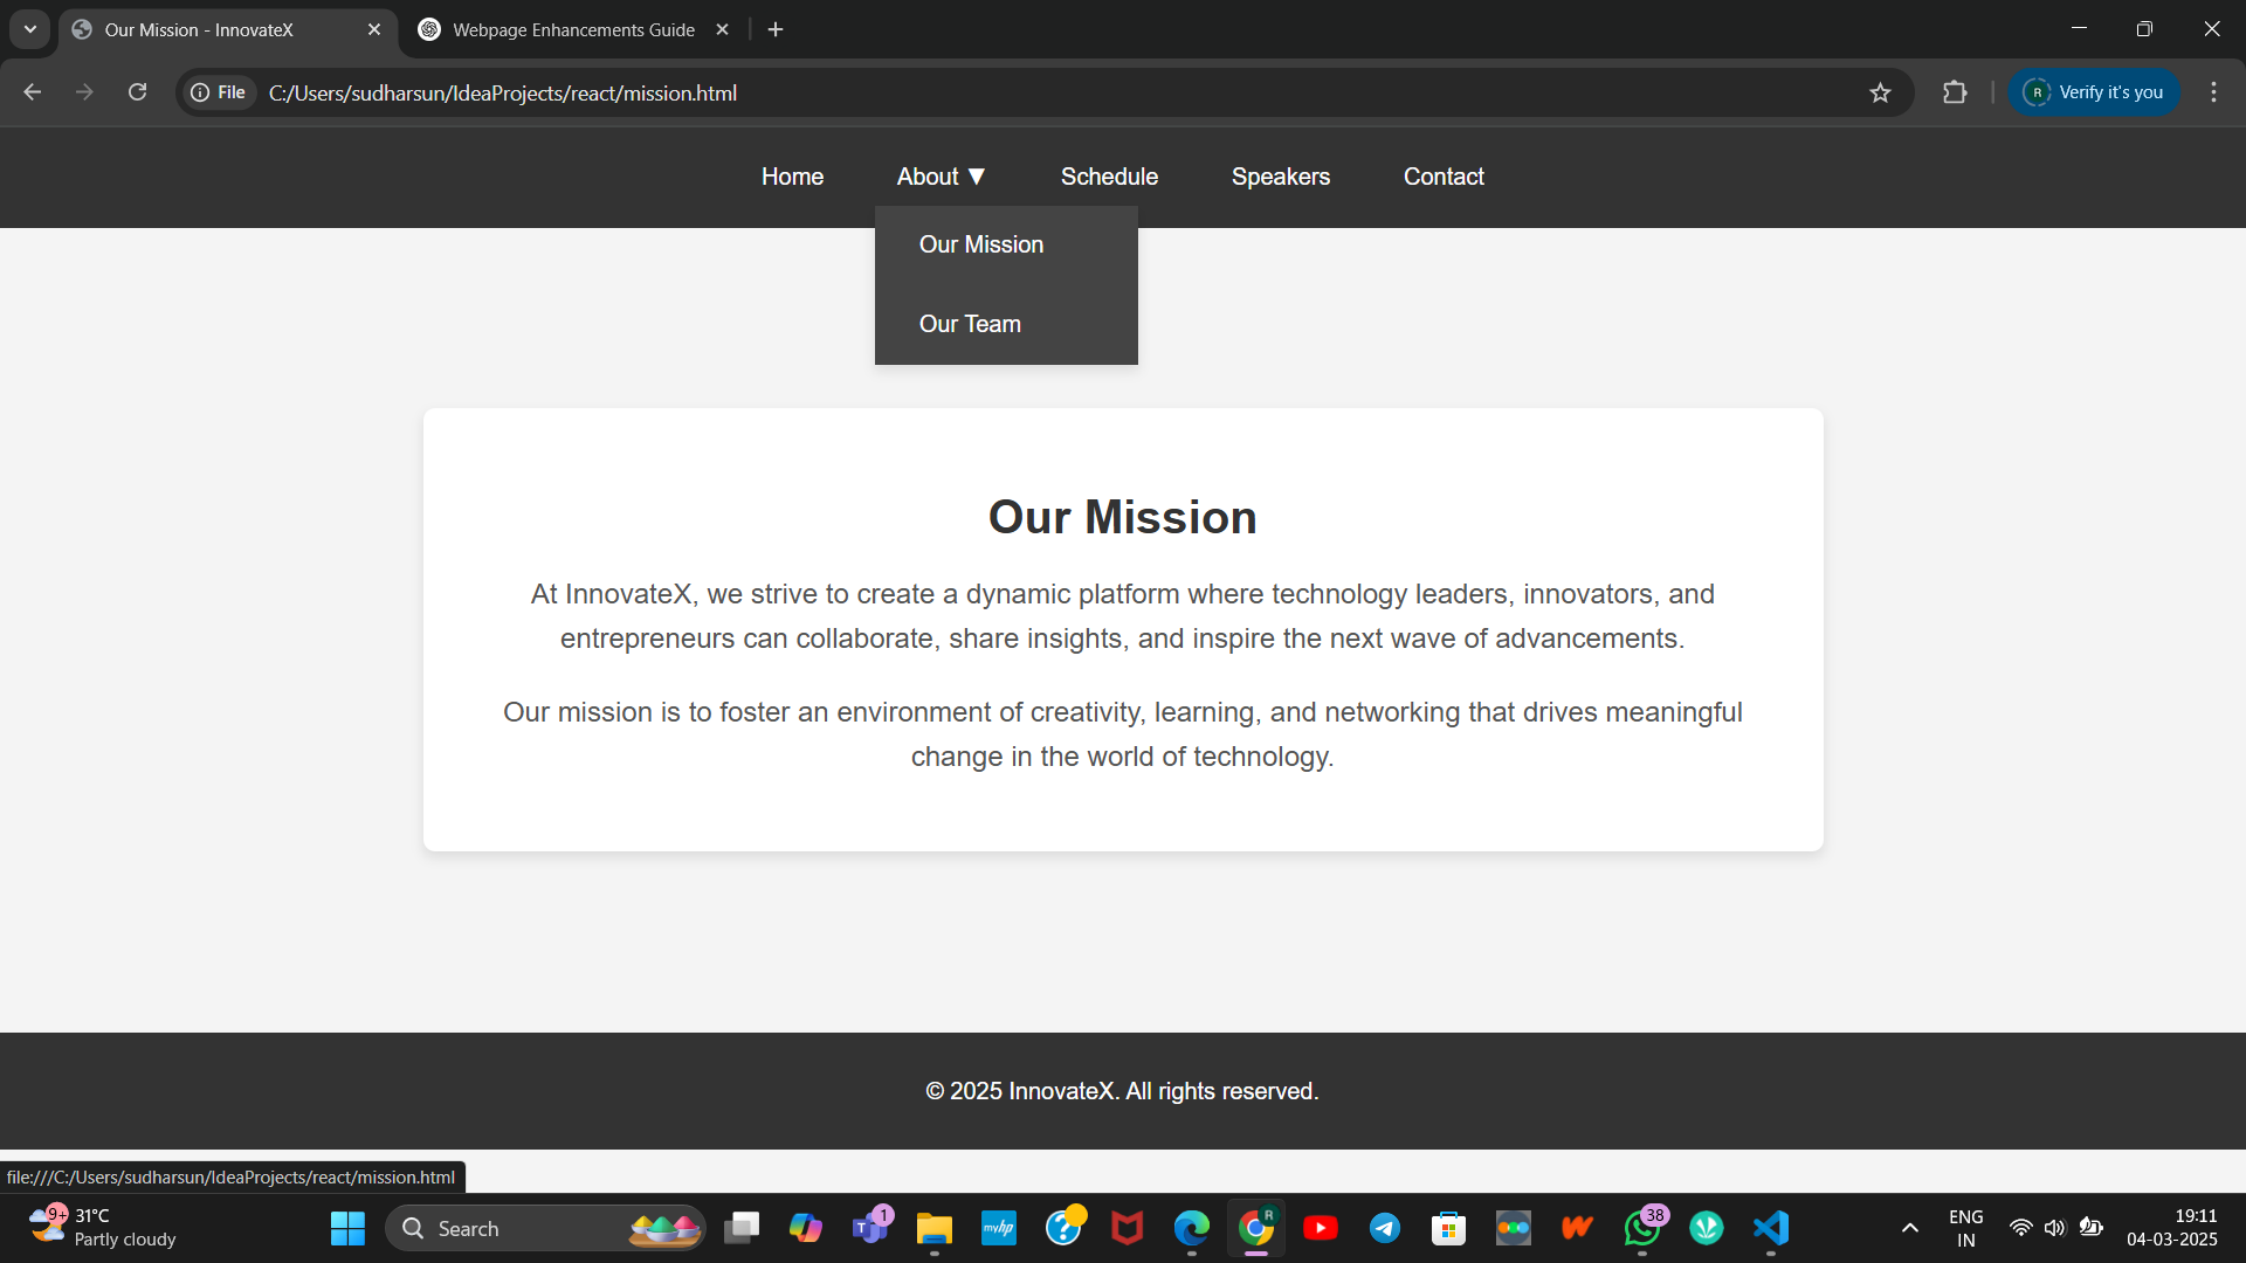 Our Mission - InnovateX
Webpage Enhancements Guide
File
C:/Users/sudharsun/IdeaProjects/react/mission.html
R
Verify it's you
Home
About ▼
Schedule
Speakers
Contact
Our Mission
Our Team
Our Mission
At InnovateX, we strive to create a dynamic platform where technology leaders, innovators, and
entrepreneurs can collaborate, share insights, and inspire the next wave of advancements.
Our mission is to foster an environment of creativity, learning, and networking that drives meaningful
change in the world of technology.
© 2025 InnovateX. All rights reserved.
file:///C:/Users/sudharsun/IdeaProjects/react/mission.html
9+
31°C
Partly cloudy
Search
T
1
myhp
?
R
38
ENG
IN
19:11
04-03-2025